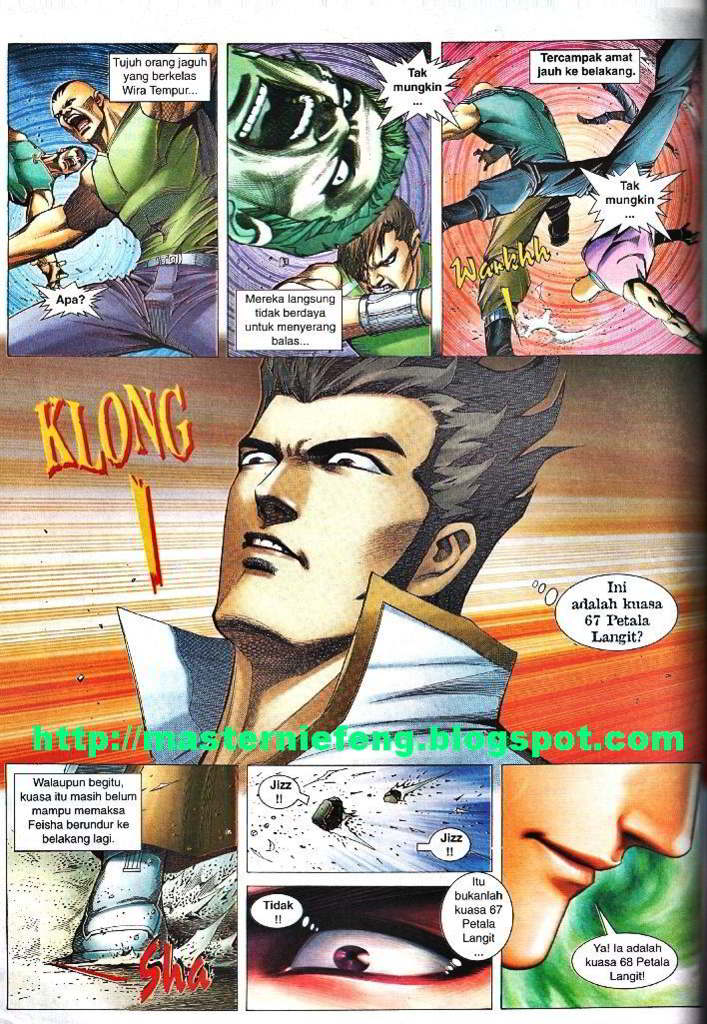 Tujuh orang jaguh
yang berkelas
Wira Tempur...
Apa?
Tak
mungkin
...
Mereka langsung
tidak berdaya
untuk menyerang
balas...
Tercampak amat
jauh ke belakang.
Tak
mungkin
...
Warkhh
!
KLONG
!
Ini
adalah kuasa
67 Petala
Langit?
http://masterniefeng.blogspot.com
Walaupun begitu,
kuasa itu masih belum
mampu memaksa
Feisha berundur ke
belakang lagi.
Sha
Jizz
!!
Jizz
!!
Tidak
!!
Itu
bukanlah
kuasa 67
Petala
Langit
...
Ya! Ia adalah
kuasa 68 Petala
Langit!